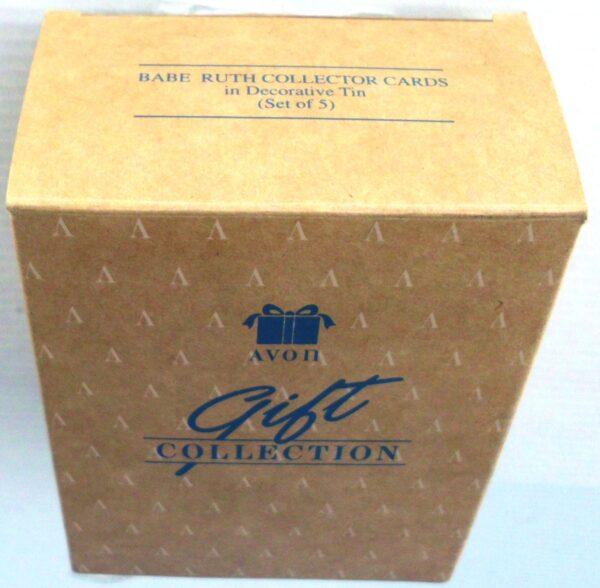 BABE RUTH COLLECTOR CARDS
in Decorative Tin
(Set of 5)
AVON
Gift
COLLECTION